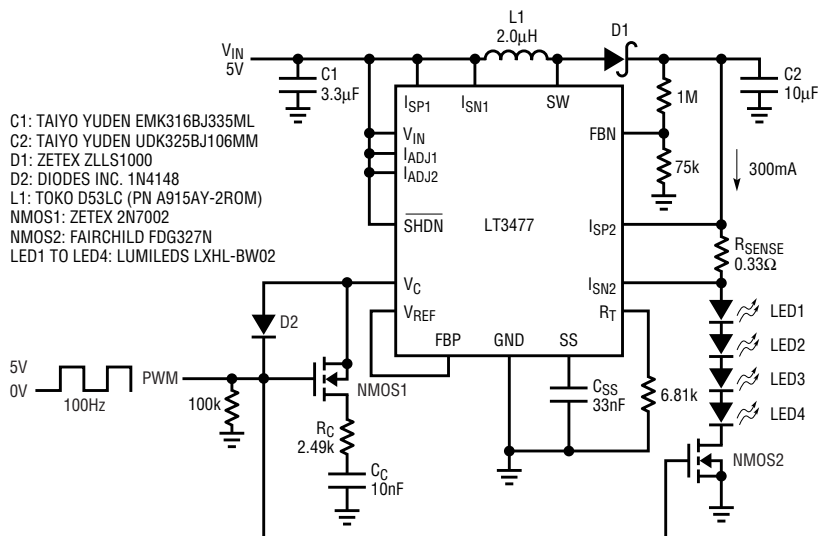 L1
2.0µH
D1
VIN
5V
C1
3.3µF
C2
10µF
C1: TAIYO YUDEN EMK316BJ335ML
C2: TAIYO YUDEN UDK325BJ106MM
D1: ZETEX ZLLS1000
D2: DIODES INC. 1N4148
L1: TOKO D53LC (PN A915AY-2ROM)
NMOS1: ZETEX 2N7002
NMOS2: FAIRCHILD FDG327N
LED1 TO LED4: LUMILEDS LXHL-BW02
ISP1
ISN1
SW
VIN
IADJ1
IADJ2
SHDN
VC
VREF
FBP
GND
SS
LT3477
FBN
ISP2
ISN2
RT
1M
75k
300mA
RSENSE
0.33Ω
LED1
LED2
LED3
LED4
NMOS2
D2
5V
0V
100Hz
PWM
100k
NMOS1
RC
2.49k
CC
10nF
CSS
33nF
6.81k